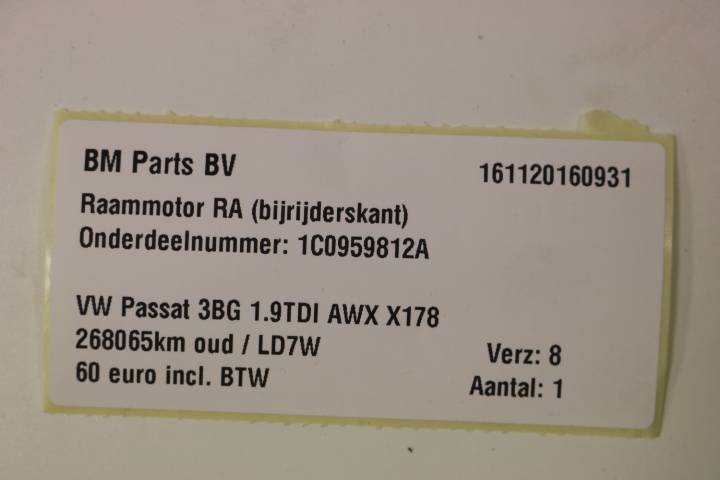 BM Parts BV 161120160931
Raammotor RA (bijrijderskant)
Onderdeelnummer: 1C0959812A
VW Passat 3BG 1.9TDI AWX X178
268065km oud / LD7W Verz: 8
60 euro incl. BTW Aantal: 1